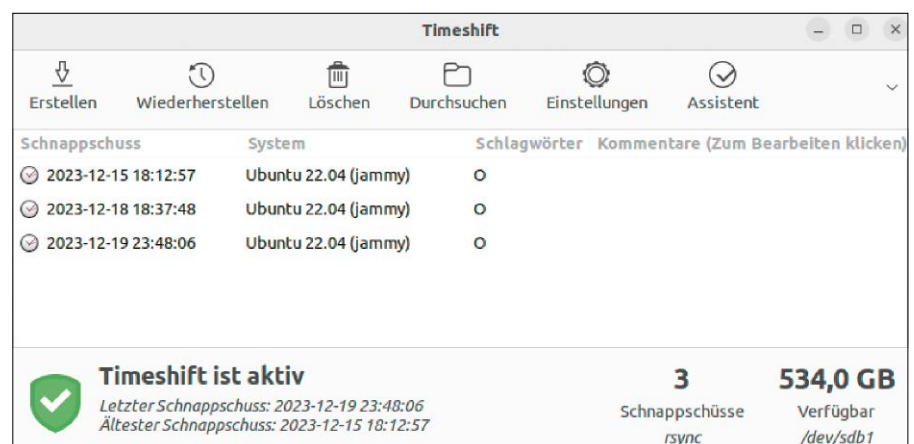 Timeshift
Erstellen Wiederherstellen Löschen Durchsuchen Einstellungen Assistent
Schnappschuss System Schlagwörter Kommentare (Zum Bearbeiten klicken)
2023-12-15 18:12:57 Ubuntu 22.04 (jammy) O
2023-12-18 18:37:48 Ubuntu 22.04 (jammy) O
2023-12-19 23:48:06 Ubuntu 22.04 (jammy) O
Timeshift ist aktiv 3 534,0 GB
Letzter Schnappschuss: 2023-12-19 23:48:06 Schnappschüsse Verfügbar
Ältester Schnappschuss: 2023-12-15 18:12:57 rsync /dev/sdb1